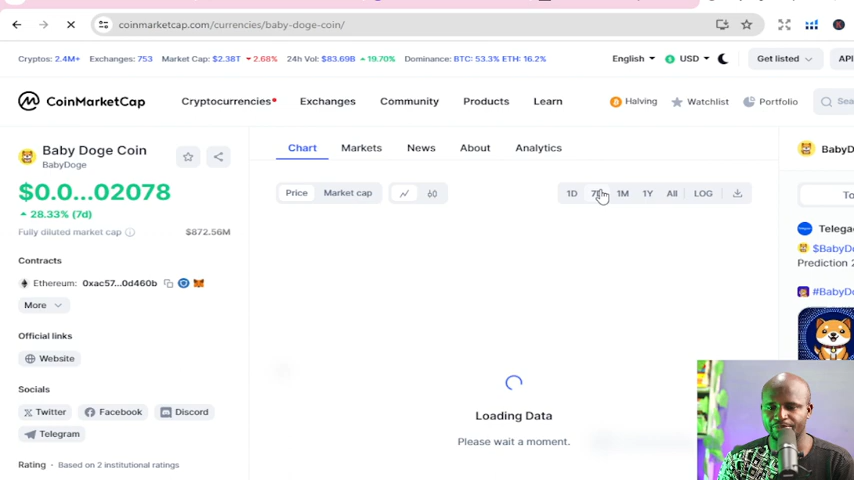 coinmarketcap.com/currencies/baby-doge-coin/
Cryptos: 2.4M+ Exchanges: 753 Market Cap: $2.38T 2.68% 24h Vol: $83.69B 19.70% Dominance: BTC: 53.3% ETH: 16.2% English USD Get listed API
CoinMarketCap Cryptocurrencies Exchanges Community Products Learn Halving Watchlist Portfolio Sea
Baby Doge Coin
BabyDoge
$0.0...02078
28.33% (7d)
Fully diluted market cap $872.56M
Contracts
Ethereum: 0xac57...0d460b
More
Official links
Website
Socials
Twitter Facebook Discord
Telegram
Rating · Based on 2 institutional ratings
Chart Markets News About Analytics
Price Market cap
1D 1M 1Y All LOG
Loading Data
Please wait a moment.
BabyD
To
Telega
$BabyDo
Prediction 2
#BabyDo